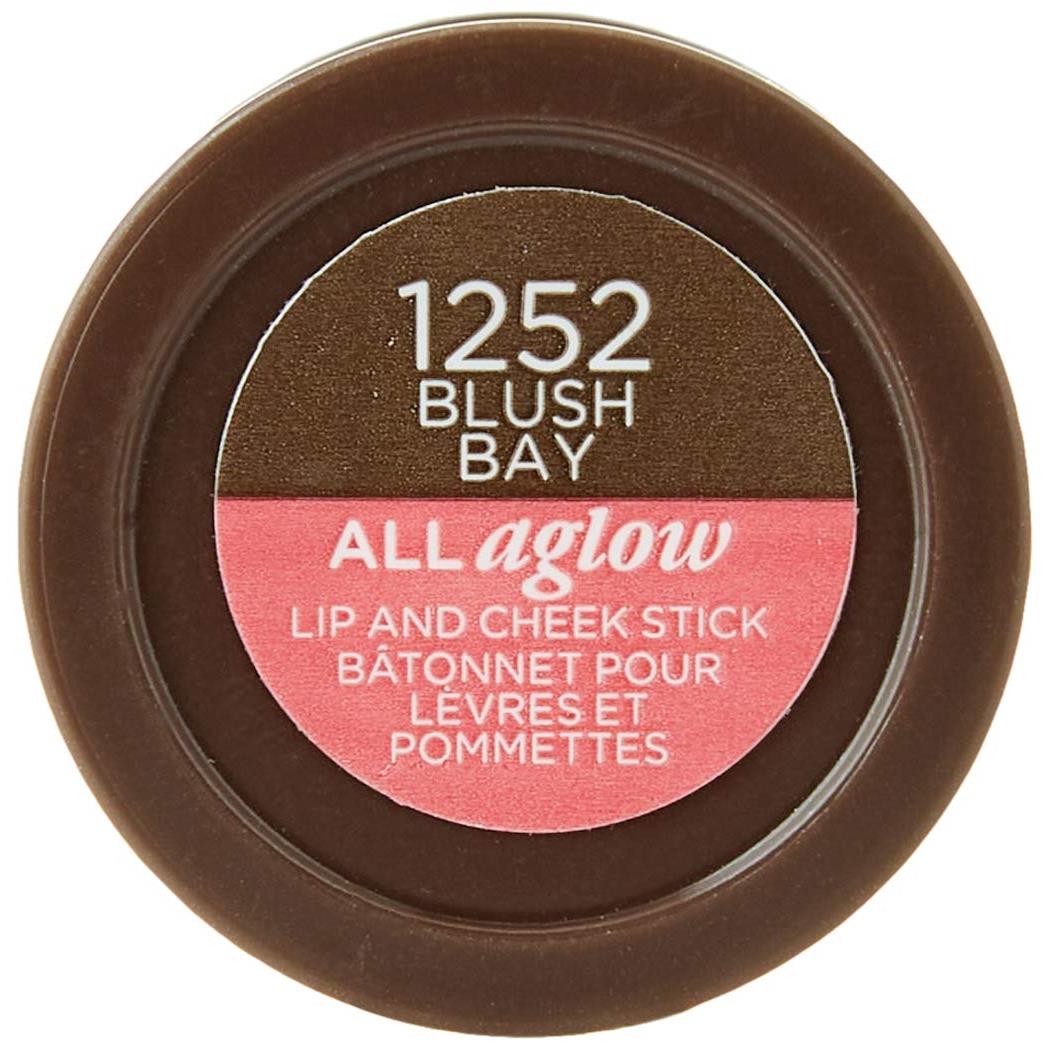 1252
BLUSH
BAY
ALL aglow
LIP AND CHEEK STICK
BÂTONNET POUR
LÈVRES ET
POMMETTES